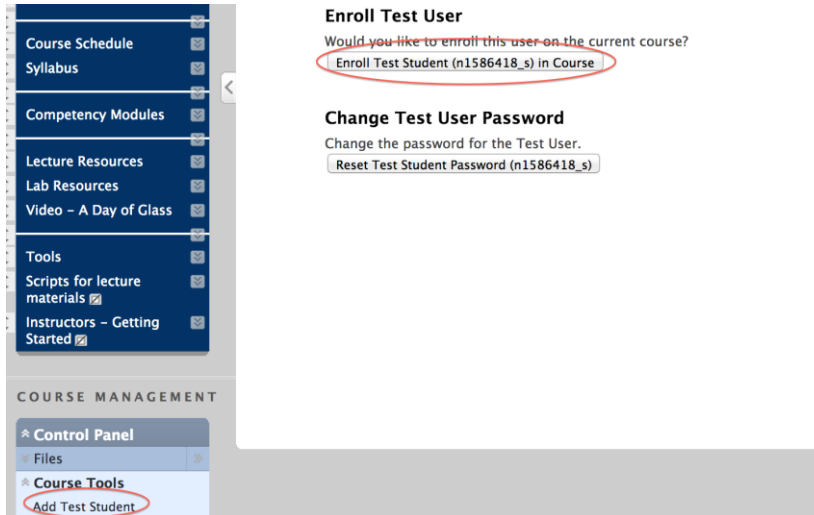 Course Schedule
Syllabus
Competency Modules
Lecture Resources
Lab Resources
Video – A Day of Glass
Tools
Scripts for lecture
materials
Instructors – Getting
Started
COURSE MANAGEMENT
Control Panel
Files
Course Tools
Add Test Student
Enroll Test User
Would you like to enroll this user on the current course?
Enroll Test Student (n1586418_s) in Course
Change Test User Password
Change the password for the Test User.
Reset Test Student Password (n1586418_s)